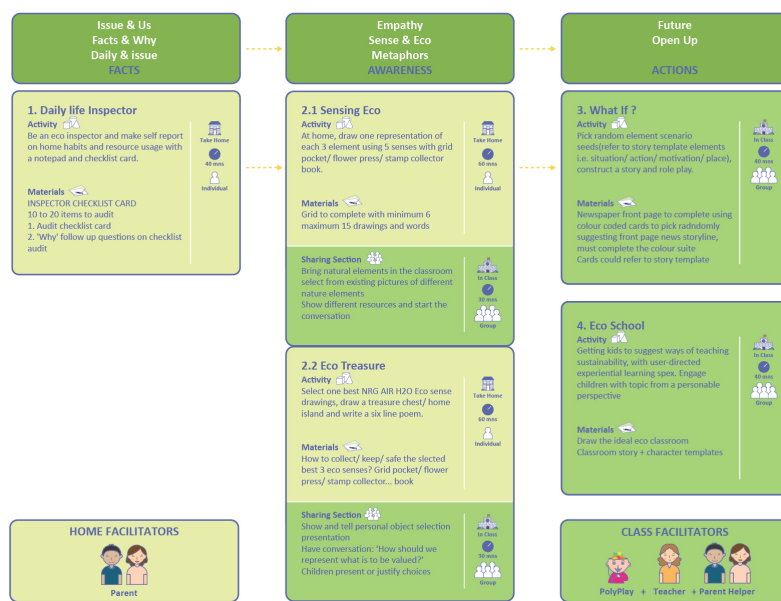 Issue & Us
Facts & Why
Daily & issue
FACTS
Empathy
Sense & Eco
Metaphors
AWARENESS
Future
Open Up
ACTIONS
1. Daily life Inspector
Activity
Be an eco inspector and make self report
on home habits and resource usage with
a notepad and checklist card.
Materials
INSPECTOR CHECKLIST CARD
10 to 20 items to audit
1. Audit checklist card
2. 'Why' follow up questions on checklist
audit
Take Home
40 mns
Individual
2.1 Sensing Eco
Activity
At home, draw one representation of
each 3 element using 5 senses with grid
pocket/ flower press/ stamp collector
book.
Materials
Grid to complete with minimum 6
maximum 15 drawings and words
Take Home
60 mns
Individual
Sharing Section
Bring natural elements in the classroom
select from existing pictures of different
nature elements
Show different resources and start the
conversation
In Class
30 mns
Group
2.2 Eco Treasure
Activity
Select one best NRG AIR H2O Eco sense
drawings, draw a treasure chest/ home
island and write a six line poem.
Materials
How to collect/ keep/ safe the slected
best 3 eco senses? Grid pocket/ flower
press/ stamp collector... book
Take Home
60 mns
Individual
Sharing Section
Show and tell personal object selection
presentation
Have conversation: 'How should we
represent what is to be valued?'
Children present or justify choices
In Class
30 mns
Group
3. What If ?
Activity
Pick random element scenario
seeds(refer to story template elements
i.e. situation/ action/ motivation/ place),
construct a story and role play.
Materials
Newspaper front page to complete using
colour coded cards to pick radndomly
suggesting front page news storyline,
must complete the colour suite
Cards could refer to story template
In Class
40 mns
Group
4. Eco School
Activity
Getting kids to suggest ways of teaching
sustainability, with user-directed
experiential learning spex. Engage
children with topic from a personable
perspective
Materials
Draw the ideal eco classroom
Classroom story + character templates
In Class
40 mns
Group
HOME FACILITATORS
Parent
CLASS FACILITATORS
PolyPlay + Teacher + Parent Helper